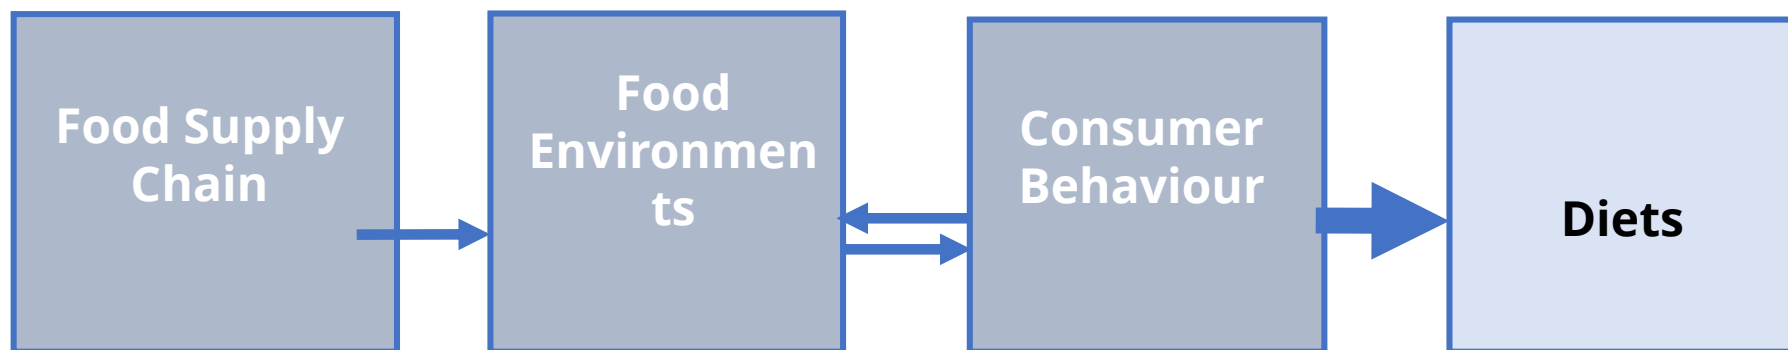 Food Supply
Chain
Food
Environmen
ts
Consumer
Behaviour
Diets